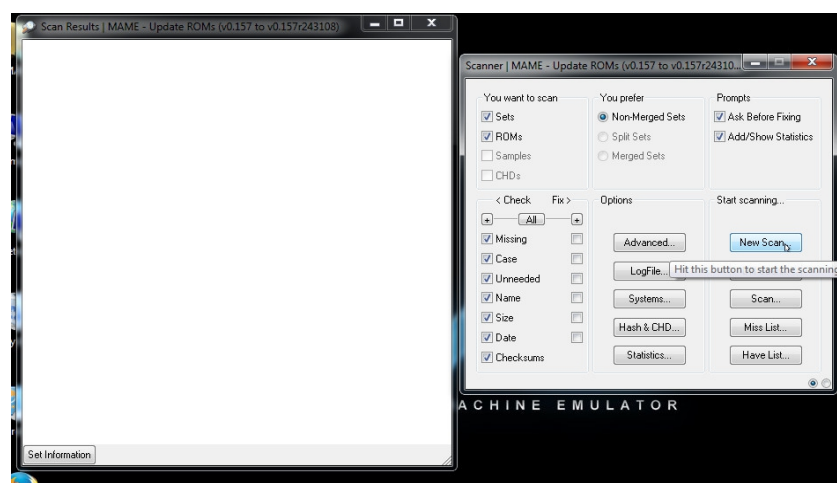 Scan Results | MAME - Update ROMs (v0.157 to v0.157r243108)
Set Information
Scanner | MAME - Update ROMs (v0.157 to v0.157r24310...
You want to scan
Sets
ROMs
Samples
CHDs
You prefer
Non-Merged Sets
Split Sets
Merged Sets
Prompts
Ask Before Fixing
Add/Show Statistics
< Check Fix >
+ All +
Missing
Case
Unneeded
Name
Size
Date
Checksums
Options
Advanced...
LogFile...
Systems...
Hash & CHD...
Statistics...
Start scanning...
New Scan...
Hit this button to start the scanning
Scan...
Miss List...
Have List...
ACHINE EMULATOR